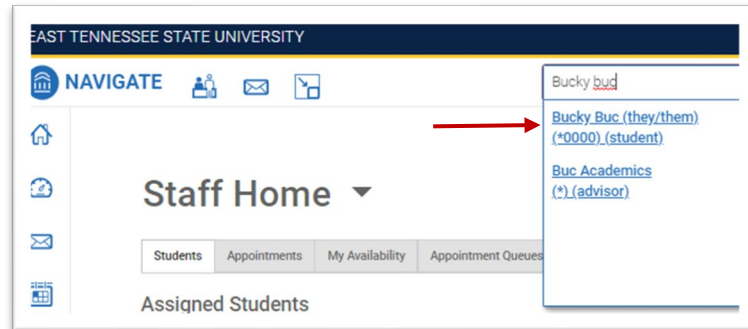 EAST TENNESSEE STATE UNIVERSITY
NAVIGATE
Bucky bud
Bucky Buc (they/them)
(*0000) (student)
Buc Academics
(*) (advisor)
Staff Home
Students Appointments My Availability Appointment Queues
Assigned Students